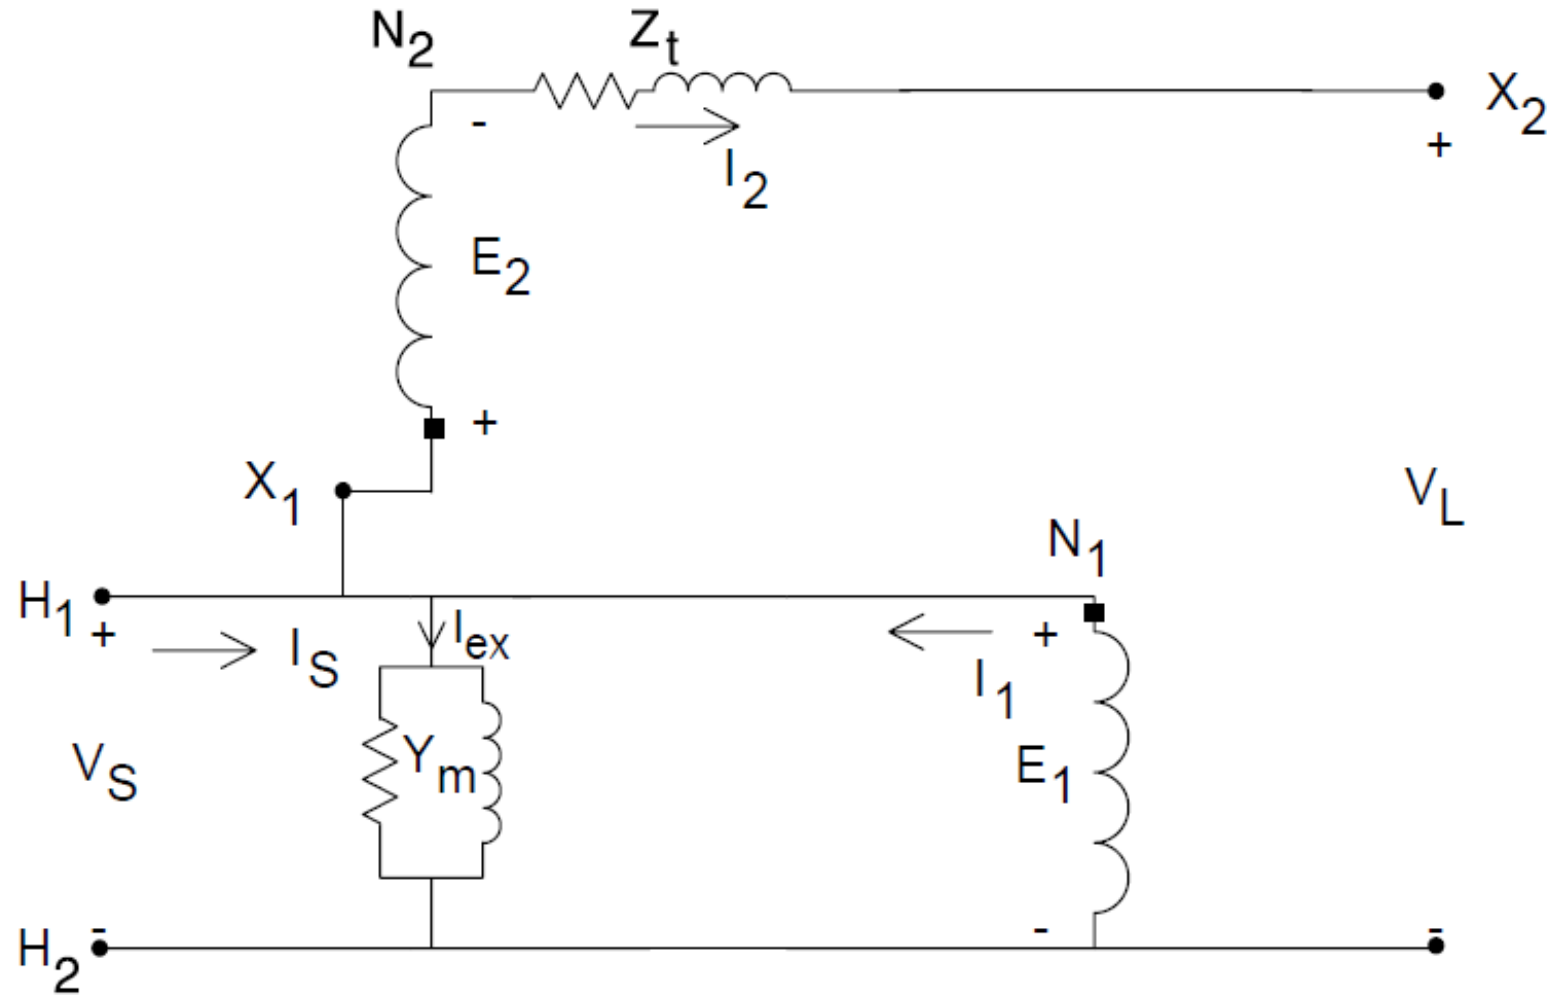 N2
Zt
X2
-
+
I2
E2
+
X1
VL
N1
H1
+
IS
Iex
+
I1
VS
Ym
E1
-
-
-
H2